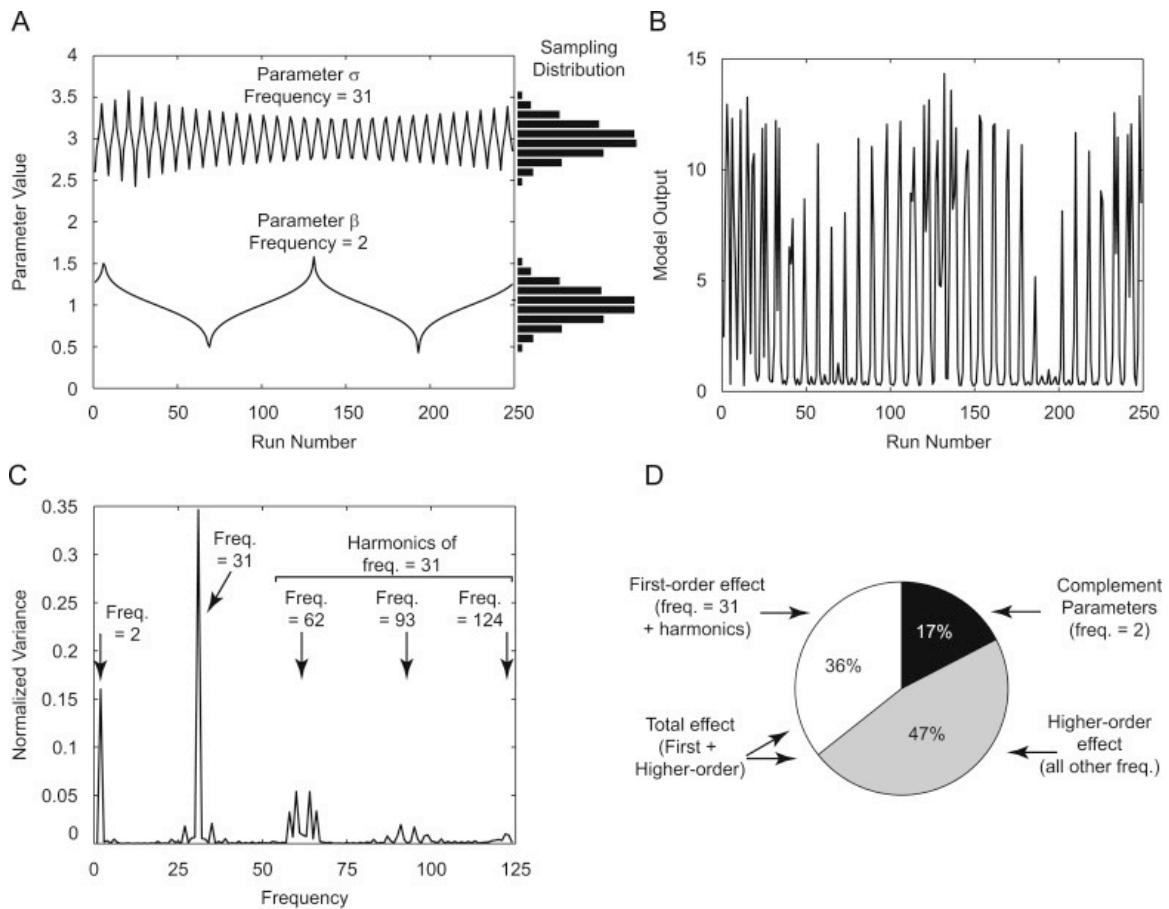 A
Sampling
Distribution
4
3.5
3
2.5
2
1.5
1
0.5
0
Parameter σ
Frequency = 31
Parameter β
Frequency = 2
Parameter Value
0
50
100
150
200
250
Run Number
B
15
10
5
0
Model Output
0
50
100
150
200
250
Run Number
C
0.35
0.3
0.25
0.2
0.15
0.1
0.05
0
Normalized Variance
Freq.
= 2
Freq.
= 31
Harmonics of
freq. = 31
Freq.
= 62
Freq.
= 93
Freq.
= 124
0
25
50
75
100
125
Frequency
D
First-order effect
(freq. = 31
+ harmonics)
Complement
Parameters
(freq. = 2)
17%
36%
47%
Total effect
(First +
Higher-order)
Higher-order
effect
(all other freq.)